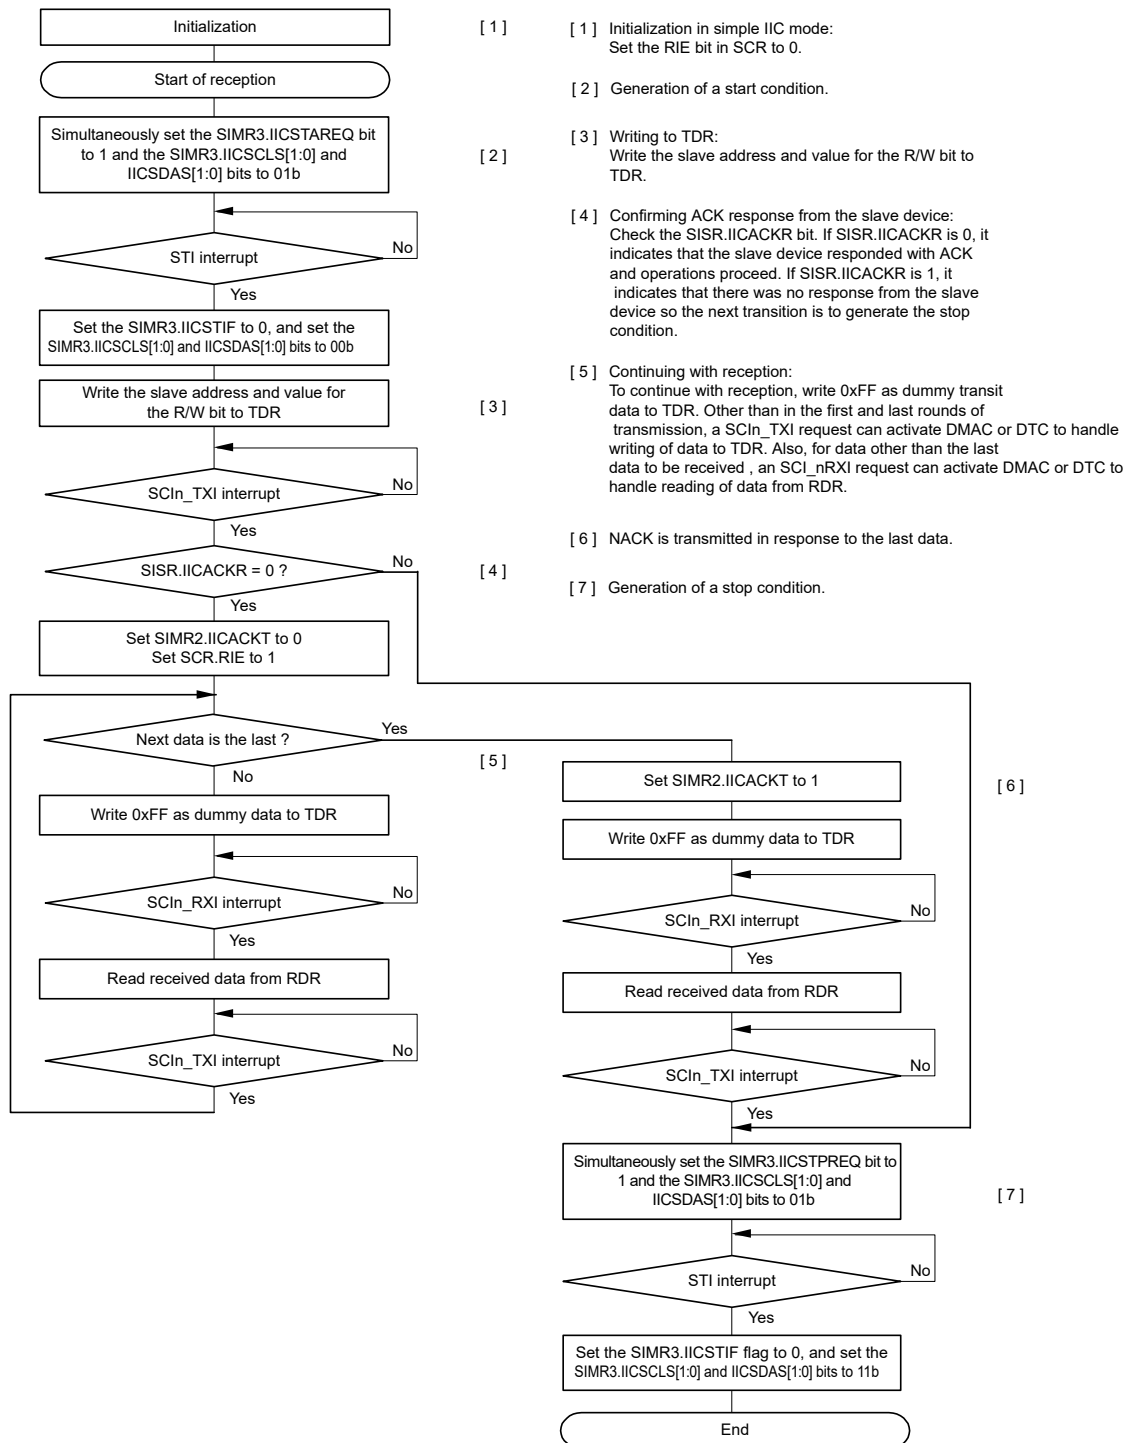 Initialization
[ 1 ]
Start of reception
Simultaneously set the SIMR3.IICSTAREQ bit
to 1 and the SIMR3.IICSCLS[1:0] and
IICSDAS[1:0] bits to 01b
[ 2 ]
STI interrupt
No
Yes
Set the SIMR3.IICSTIF to 0, and set the
SIMR3.IICSCLS[1:0] and IICSDAS[1:0] bits to 00b
Write the slave address and value for
the R/W bit to TDR
[ 3 ]
SCIn_TXI interrupt
No
Yes
SISR.IICACKR = 0 ?
No
[ 4 ]
Yes
Set SIMR2.IICACKT to 0
Set SCR.RIE to 1
Next data is the last ?
Yes
[ 5 ]
No
Write 0xFF as dummy data to TDR
SCIn_RXI interrupt
No
Yes
Read received data from RDR
SCIn_TXI interrupt
No
Yes
[ 1 ] Initialization in simple IIC mode:
Set the RIE bit in SCR to 0.
[ 2 ] Generation of a start condition.
[ 3 ] Writing to TDR:
Write the slave address and value for the R/W bit to
TDR.
[ 4 ] Confirming ACK response from the slave device:
Check the SISR.IICACKR bit. If SISR.IICACKR is 0, it
indicates that the slave device responded with ACK
and operations proceed. If SISR.IICACKR is 1, it
indicates that there was no response from the slave
device so the next transition is to generate the stop
condition.
[ 5 ] Continuing with reception:
To continue with reception, write 0xFF as dummy transit
data to TDR. Other than in the first and last rounds of
transmission, a SCIn_TXI request can activate DMAC or DTC to handle
writing of data to TDR. Also, for data other than the last
data to be received , an SCI_nRXI request can activate DMAC or DTC to
handle reading of data from RDR.
[ 6 ] NACK is transmitted in response to the last data.
[ 7 ] Generation of a stop condition.
Set SIMR2.IICACKT to 1
[ 6 ]
Write 0xFF as dummy data to TDR
SCIn_RXI interrupt
No
Yes
Read received data from RDR
SCIn_TXI interrupt
No
Yes
Simultaneously set the SIMR3.IICSTPREQ bit to
1 and the SIMR3.IICSCLS[1:0] and
IICSDAS[1:0] bits to 01b
[ 7 ]
STI interrupt
No
Yes
Set the SIMR3.IICSTIF flag to 0, and set the
SIMR3.IICSCLS[1:0] and IICSDAS[1:0] bits to 11b
End